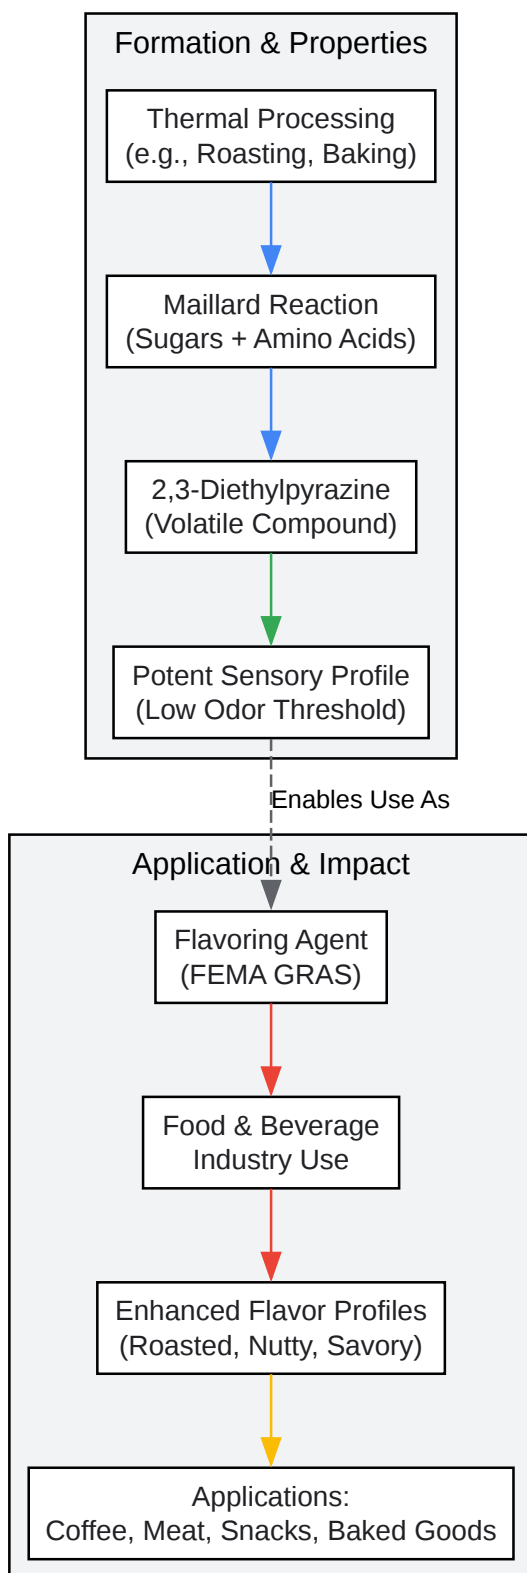 Formation & Properties
Thermal Processing
(e.g., Roasting, Baking)
Maillard Reaction
(Sugars + Amino Acids)
2,3-Diethylpyrazine
(Volatile Compound)
Potent Sensory Profile
(Low Odor Threshold)
Enables Use As
Application & Impact
Flavoring Agent
(FEMA GRAS)
Food & Beverage
Industry Use
Enhanced Flavor Profiles
(Roasted, Nutty, Savory)
Applications:
Coffee, Meat, Snacks, Baked Goods